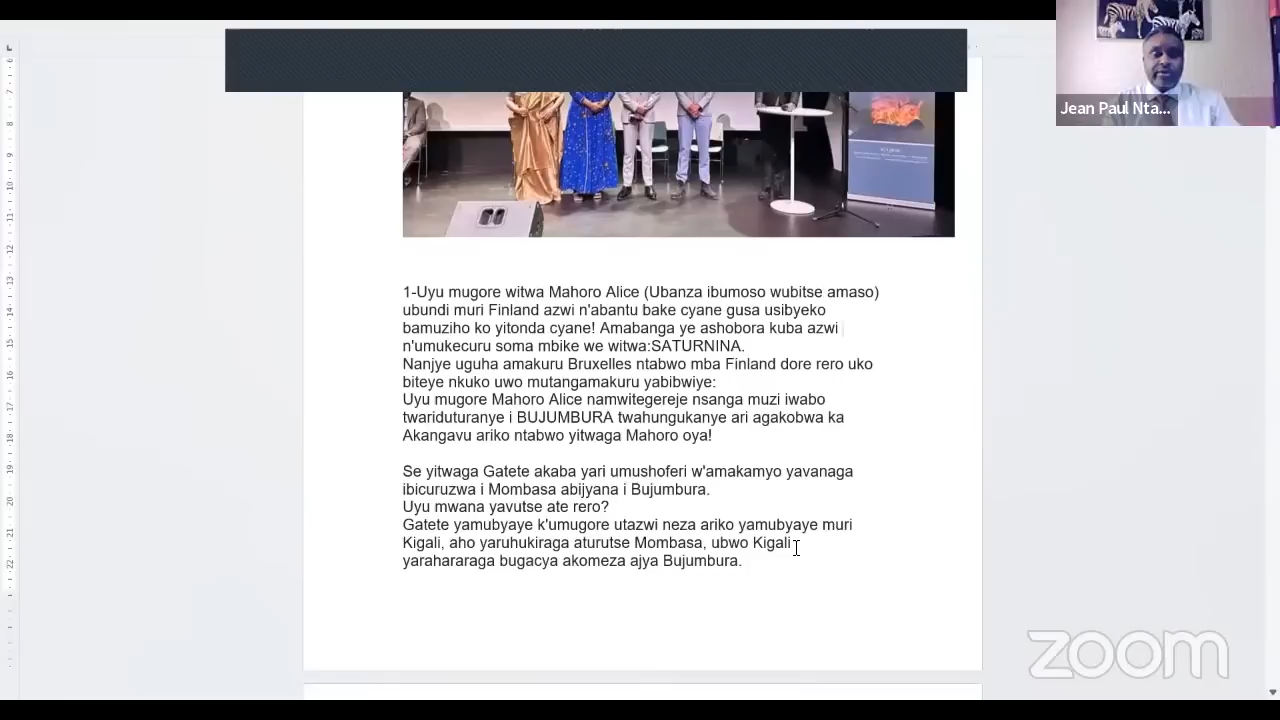 Jean Paul Nta...
1-Uyu mugore witwa Mahoro Alice (Ubanza ibumoso wubitse amaso)
ubundi muri Finland azwi n'abantu bake cyane gusa usibyeko
bamuziho ko yitonda cyane! Amabanga ye ashobora kuba azwi
n'umukecuru soma mbike we witwa:SATURNINA.
Nanjye uguha amakuru Bruxelles ntabwo mba Finland dore rero uko
biteye nkuko uwo mutangamakuru yabibwiye:
Uyu mugore Mahoro Alice namwitegereje nsanga muzi iwabo
twariduturanye i BUJUMBURA twahungukanye ari agakobwa ka
Akangavu ariko ntabwo yitwaga Mahoro oya!
Se yitwaga Gatete akaba yari umushoferi w'amakamyo yavanaga
ibicuruzwa i Mombasa abijyana i Bujumbura.
Uyu mwana yavutse ate rero?
Gatete yamubyaye k'umugore utazwi neza ariko yamubyaye muri
Kigali, aho yaruhukiraga aturutse Mombasa, ubwo Kigali
yarahararaga bugacya akomeza ajya Bujumbura.
zoom